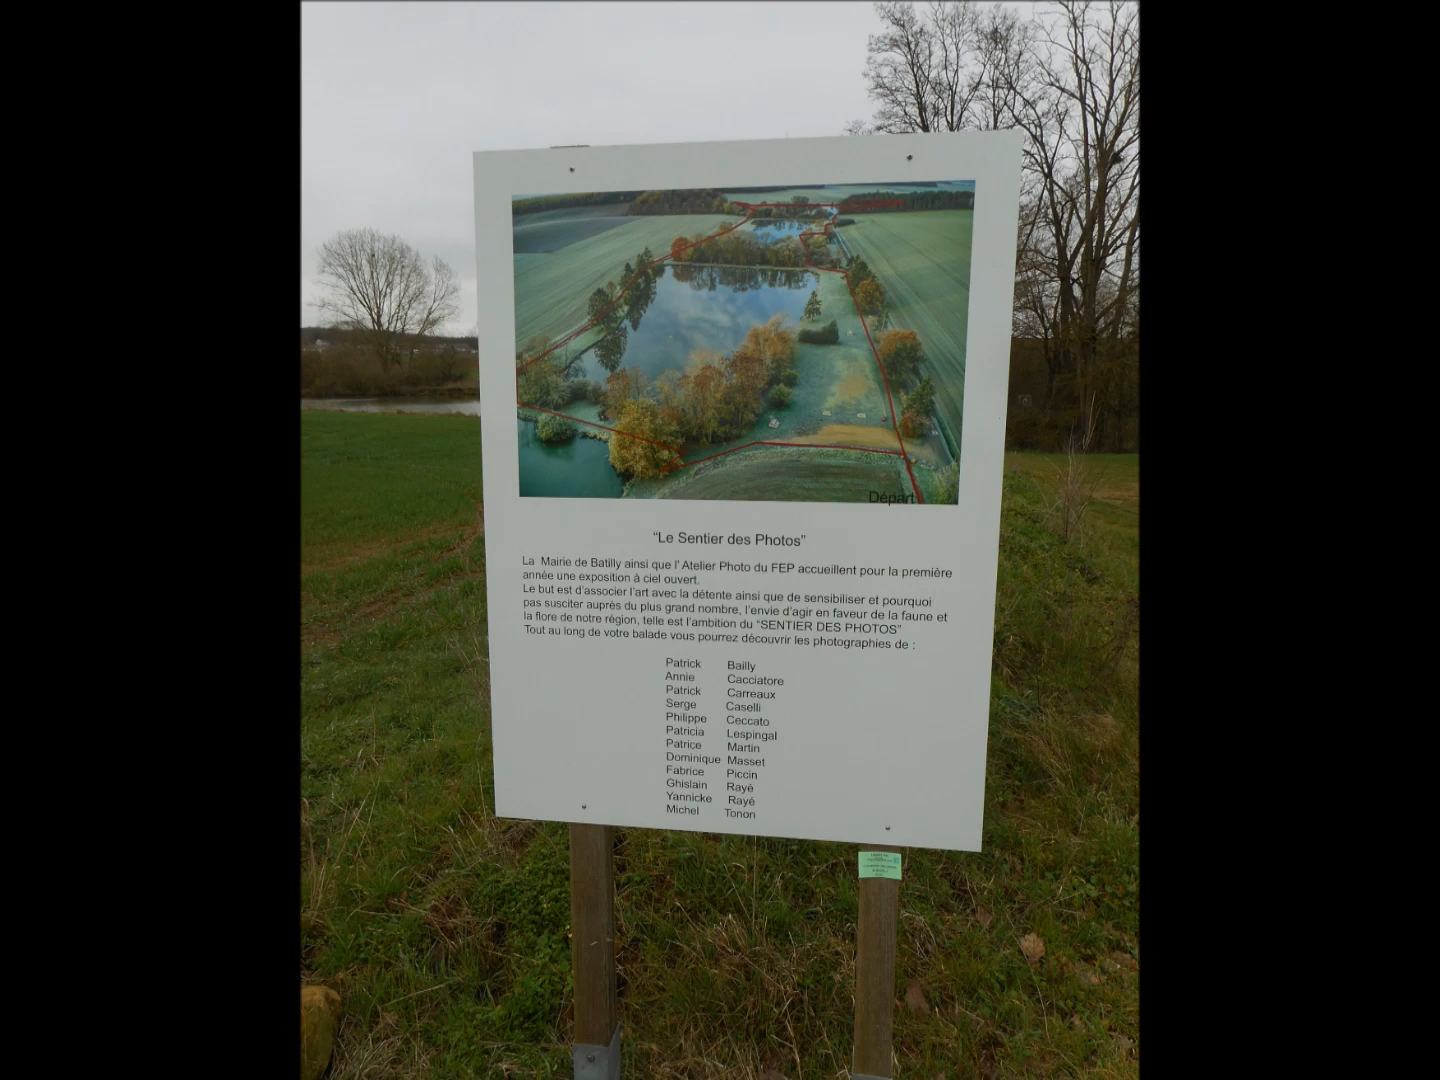 Départ
“Le Sentier des Photos”
La Mairie de Batilly ainsi que l’ Atelier Photo du FEP accueillent pour la première
année une exposition à ciel ouvert.
Le but est d’associer l’art avec la détente ainsi que de sensibiliser et pourquoi
pas susciter auprès du plus grand nombre, l’envie d’agir en faveur de la faune et
la flore de notre région, telle est l’ambition du “SENTIER DES PHOTOS”
Tout au long de votre balade vous pourrez découvrir les photographies de :
Patrick Bailly
Annie Cacciatore
Patrick Carreaux
Serge Caselli
Philippe Ceccato
Patricia Lespingal
Patrice Martin
Dominique Masset
Fabrice Piccin
Ghislain Rayé
Yannicke Rayé
Michel Tonon